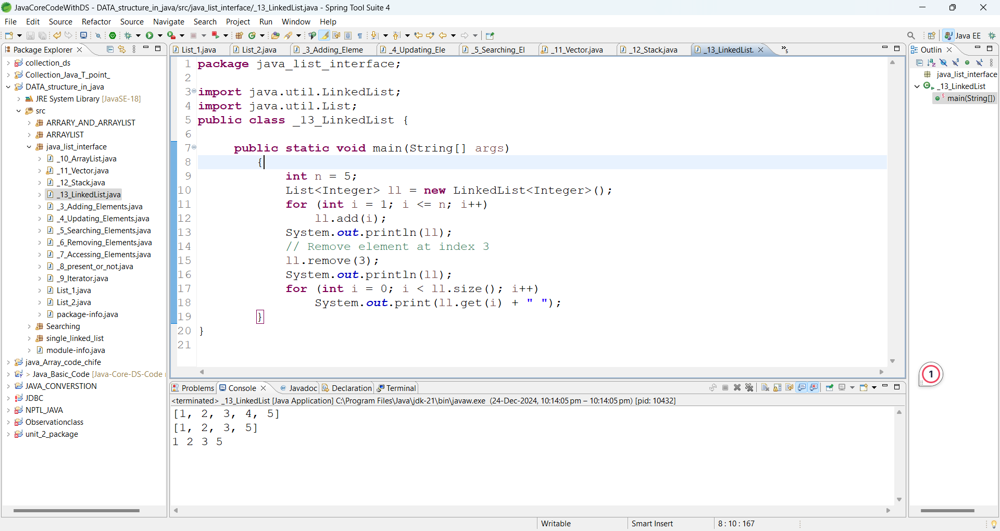 JavaCoreCodeWithDS - DATA_structure_in_java/src/java_list_interface/_13_LinkedList.java - Spring Tool Suite 4
File Edit Source Refactor Source Navigate Search Project Run Window Help
Java EE
Package Explorer
collection_ds
Collection_Java_T_point_
DATA_structure_in_java
JRE System Library [JavaSE-18]
src
ARRARY_AND_ARRAYLIST
ARRAYLIST
java_list_interface
_10_ArrayList.java
_11_Vector.java
_12_Stack.java
_13_LinkedList.java
_3_Adding_Elements.java
_4_Updating_Elements.java
_5_Searching_Elements.java
_6_Removing_Elements.java
_7_Accessing_Elements.java
_8_present_or_not.java
_9_Iterator.java
List_1.java
List_2.java
package-info.java
Searching
single_linked_list
module-info.java
java_Array_code_chife
> Java_Basic_Code [Java-Core-DS-Code
JAVA_CONVERSTION
JDBC
NPTL_JAVA
Observationclass
unit_2_package
List_1.java List_2.java _3_Adding_Eleme _4_Updating_Ele _5_Searching_El _11_Vector.java _12_Stack.java _13_LinkedList. »5
1 package java_list_interface;
2
3 import java.util.LinkedList;
4 import java.util.List;
5 public class _13_LinkedList {
6
7 public static void main(String[] args)
8 {
9 int n = 5;
10 List<Integer> ll = new LinkedList<Integer>();
11 for (int i = 1; i <= n; i++)
12 ll.add(i);
13 System.out.println(ll);
14 // Remove element at index 3
15 ll.remove(3);
16 System.out.println(ll);
17 for (int i = 0; i < ll.size(); i++)
18 System.out.print(ll.get(i) + " ");
19 }
20 }
21
Outlin
java_list_interface
_13_LinkedList
main(String[])
1
Problems Console @ Javadoc Declaration Terminal
<terminated> _13_LinkedList [Java Application] C:\Program Files\Java\jdk-21\bin\javaw.exe (24-Dec-2024, 10:14:05 pm – 10:14:05 pm) [pid: 10432]
[1, 2, 3, 4, 5]
[1, 2, 3, 5]
1 2 3 5
Writable Smart Insert 8 : 10 : 167